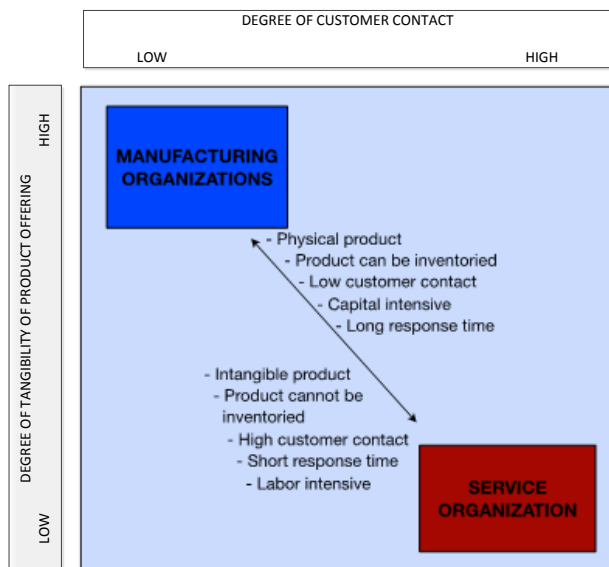 DEGREE OF CUSTOMER CONTACT
LOW
HIGH
DEGREE OF TANGIBILITY OF PRODUCT OFFERING
HIGH
LOW
MANUFACTURING
ORGANIZATIONS
- Physical product
- Product can be inventoried
- Low customer contact
- Capital intensive
- Long response time
- Intangible product
- Product cannot be
inventoried
- High customer contact
- Short response time
- Labor intensive
SERVICE
ORGANIZATION